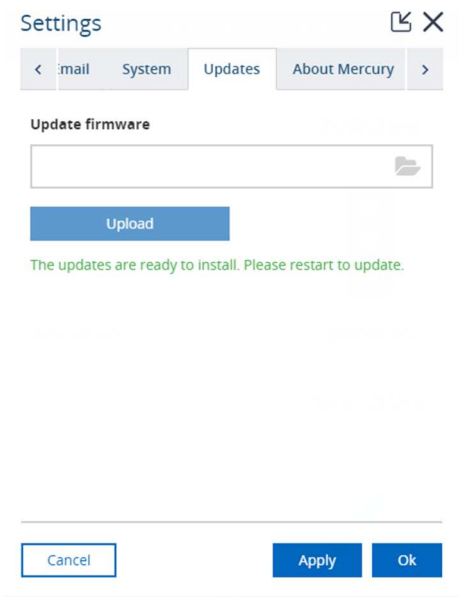 Settings
Email System Updates About Mercury
Update firmware
Upload
The updates are ready to install. Please restart to update.
Cancel Apply Ok